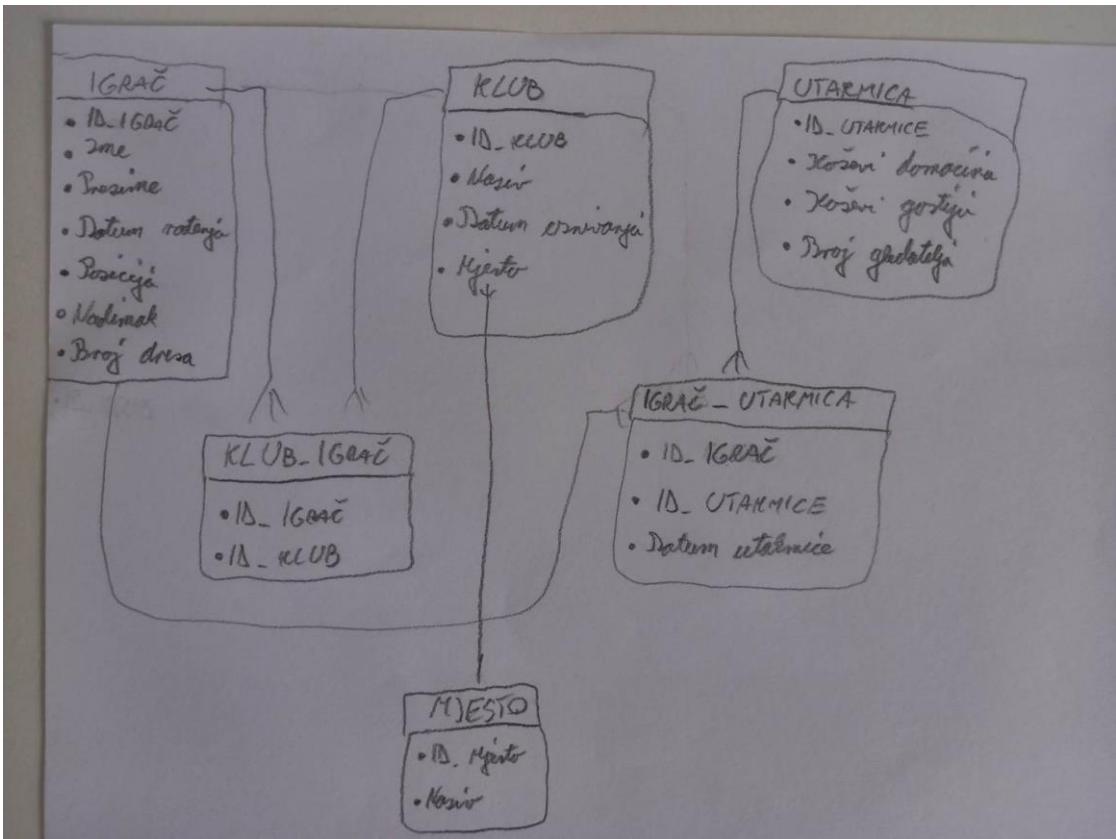 IGRAČ
• ID_IGRAČ
• Ime
• Prezime
• Datum rođenja
• Pozicija
• Nadimak
• Broj dresa
KLUB
• ID_KLUB
• Naziv
• Datum osnivanja
• Mjesto
UTAKMICA
• ID_UTAKMICE
• Koševi domaćina
• Koševi gostiju
• Broj gledatelja
KLUB_IGRAČ
• ID_IGRAČ
• ID_KLUB
IGRAČ_UTAKMICA
• ID_IGRAČ
• ID_UTAKMICE
• Datum utakmice
MJESTO
• ID_Mjesto
• Naziv